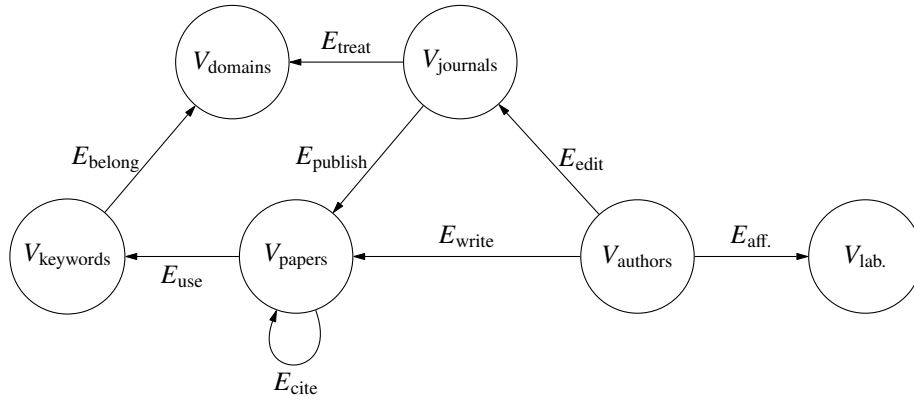 E_treat
V_domains
V_journals
E_belong
E_publish
E_edit
E_write
E_aff.
V_keywords
V_papers
V_authors
V_lab.
E_use
E_cite